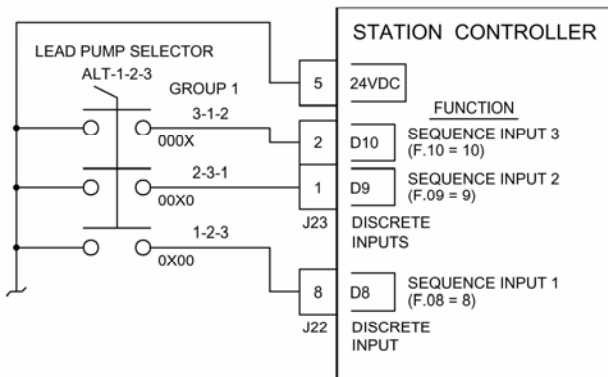 STATION CONTROLLER
LEAD PUMP SELECTOR
ALT-1-2-3
GROUP 1
5
24VDC
FUNCTION
3-1-2
000X
2
D10
SEQUENCE INPUT 3
(F.10 = 10)
2-3-1
00X0
1
D9
SEQUENCE INPUT 2
(F.09 = 9)
J23
DISCRETE
INPUTS
1-2-3
0X00
8
D8
SEQUENCE INPUT 1
(F.08 = 8)
J22
DISCRETE
INPUT